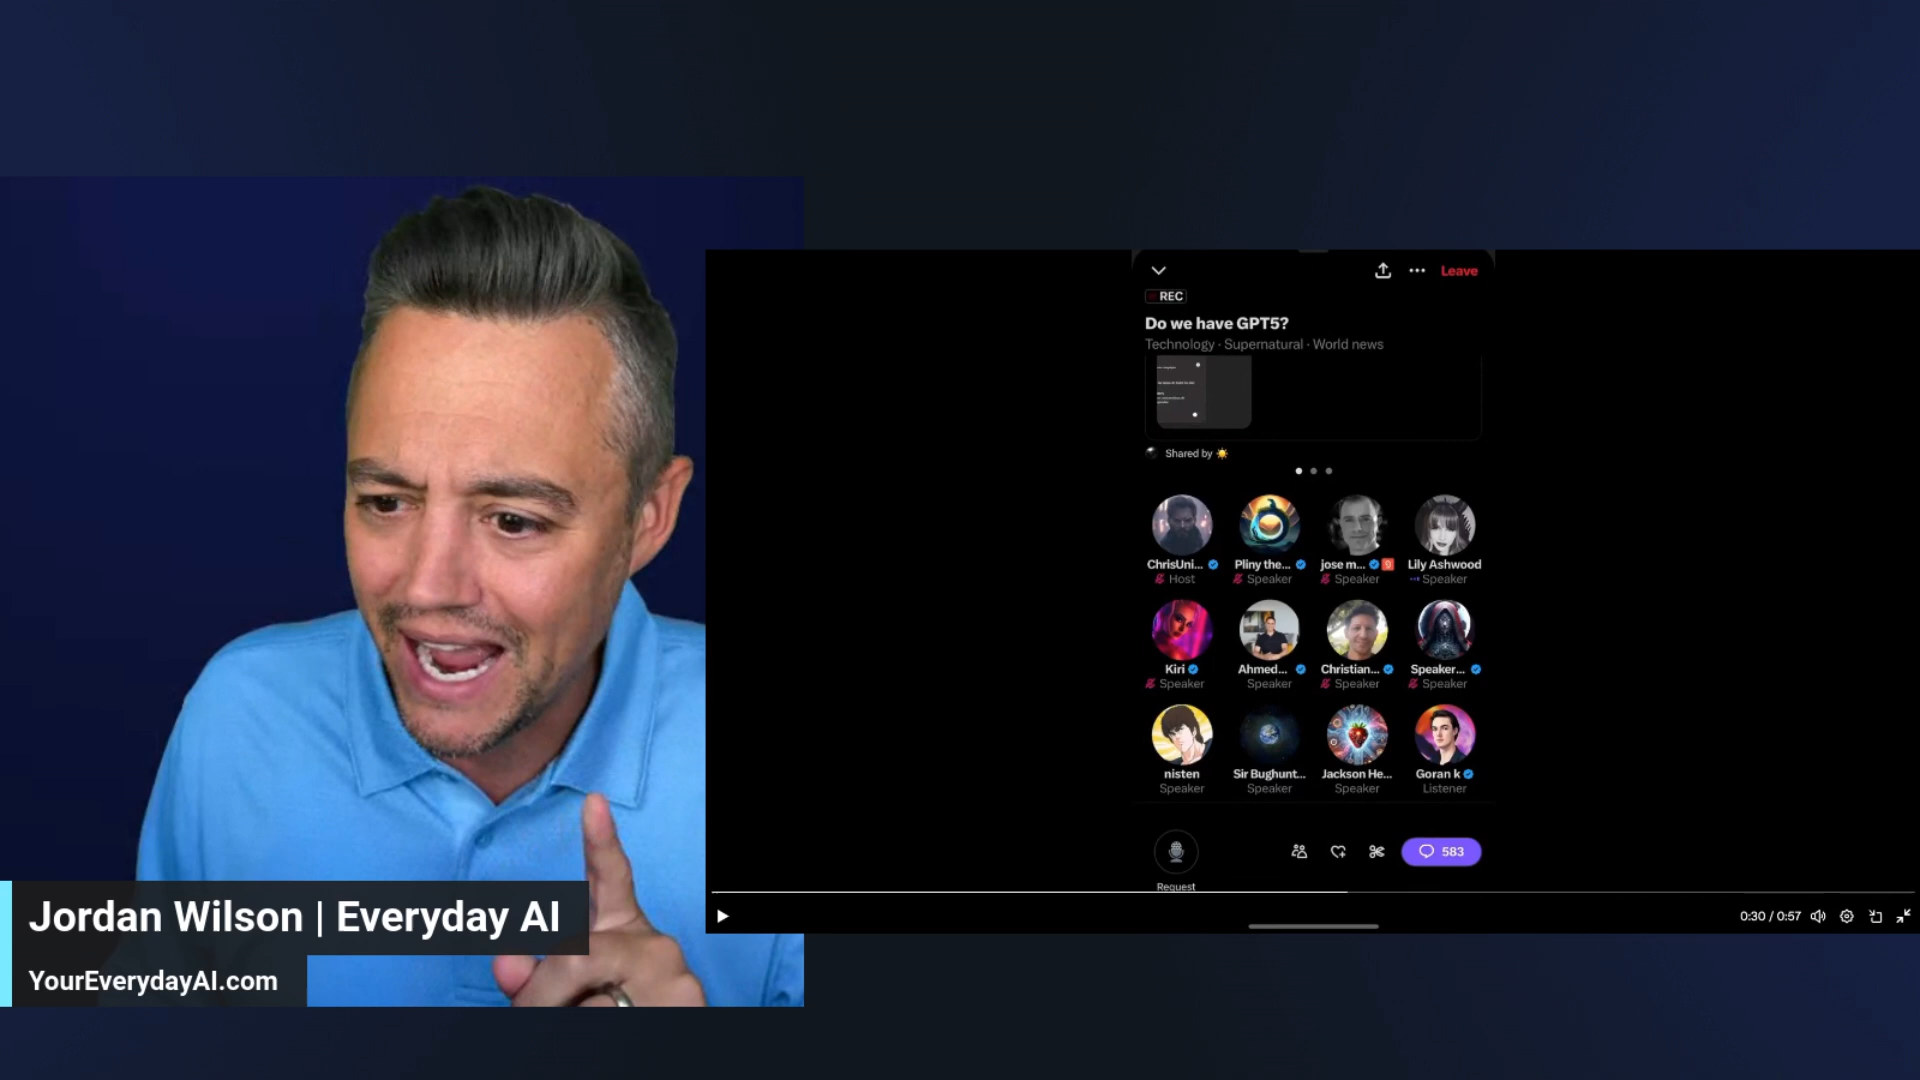 Leave
REC
Do we have GPT5?
Technology · Supernatural · World news
Shared by
ChrisUni... Pliny the... jose m... Lily Ashwood
Host Speaker Speaker Speaker
Kiri Ahmed... Christian... Speaker...
Speaker Speaker Speaker Speaker
nisten Sir Bughunt... Jackson He... Goran k
Speaker Speaker Speaker Listener
583
Request
0:30 / 0:57
Jordan Wilson | Everyday AI
YourEverydayAI.com